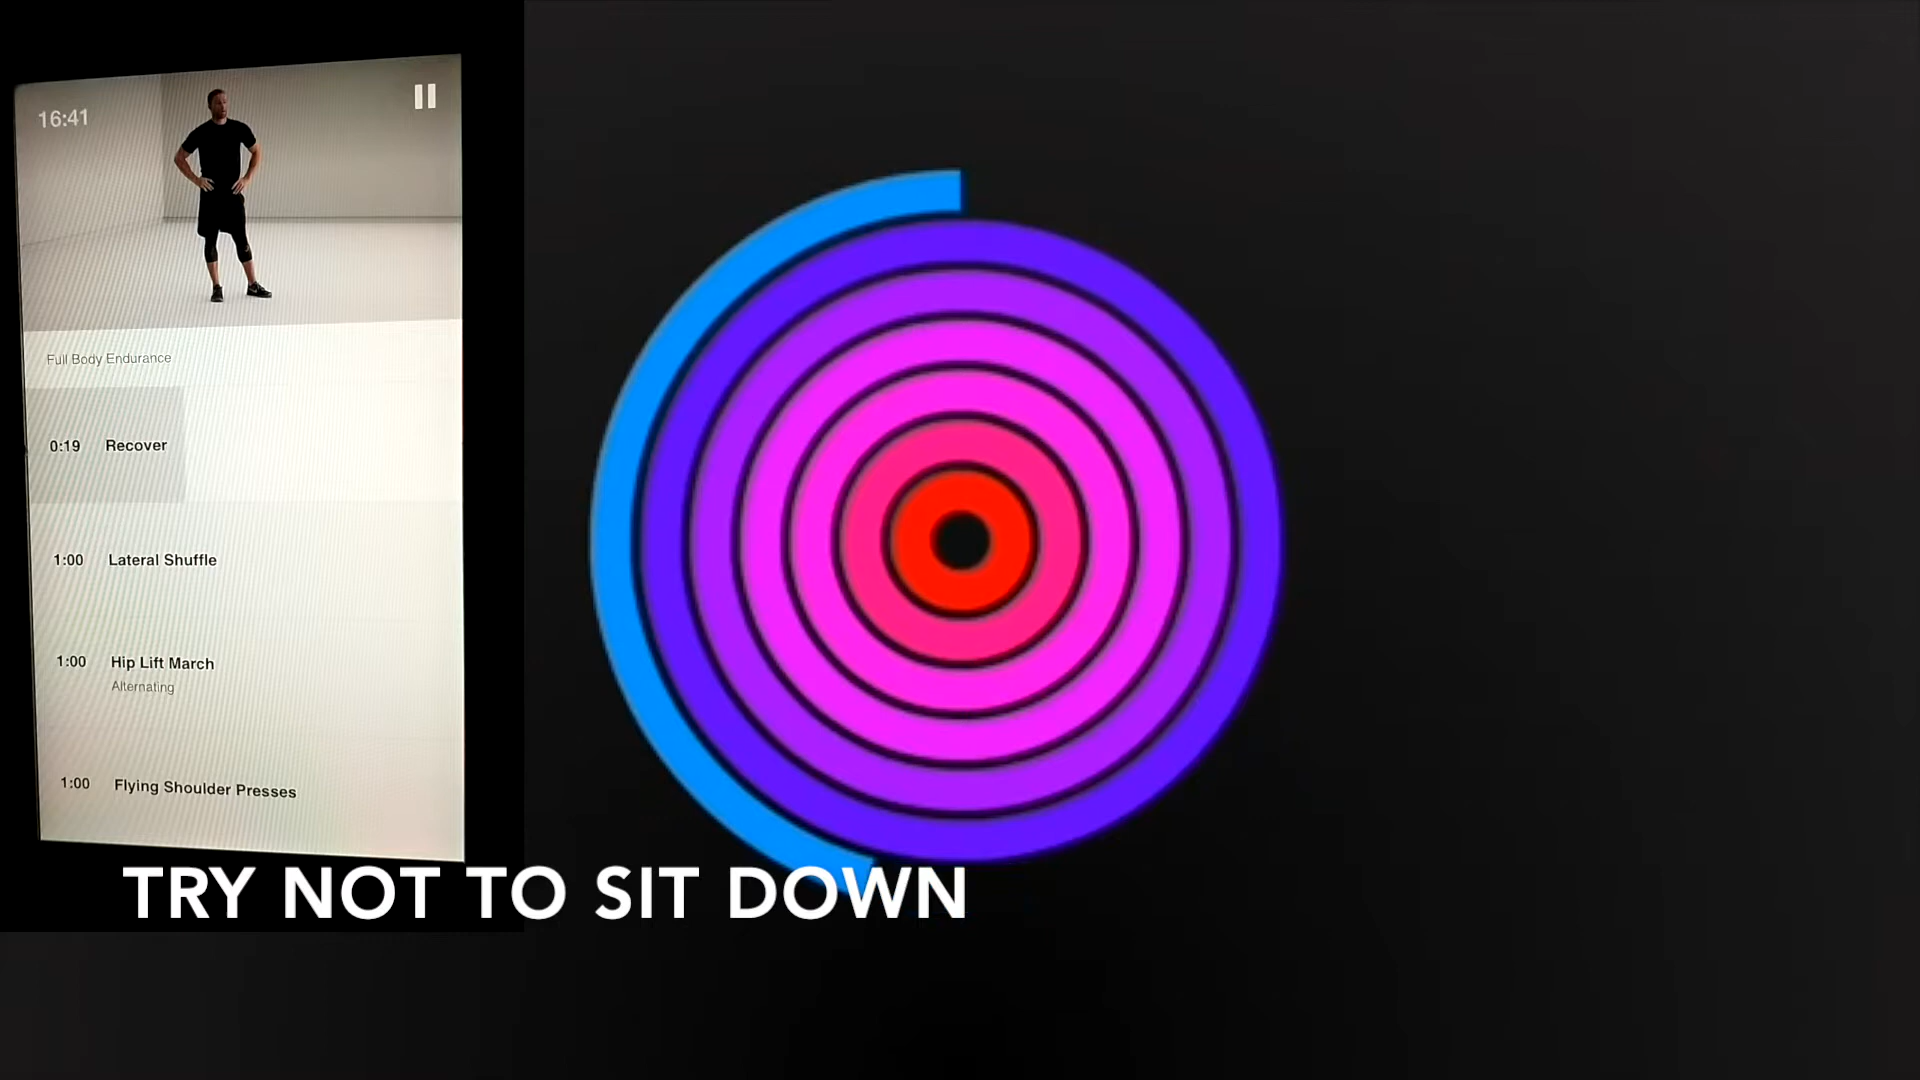 16:41
Full Body Endurance
0:19 Recover
1:00 Lateral Shuffle
1:00 Hip Lift March
Alternating
1:00 Flying Shoulder Presses
TRY NOT TO SIT DOWN